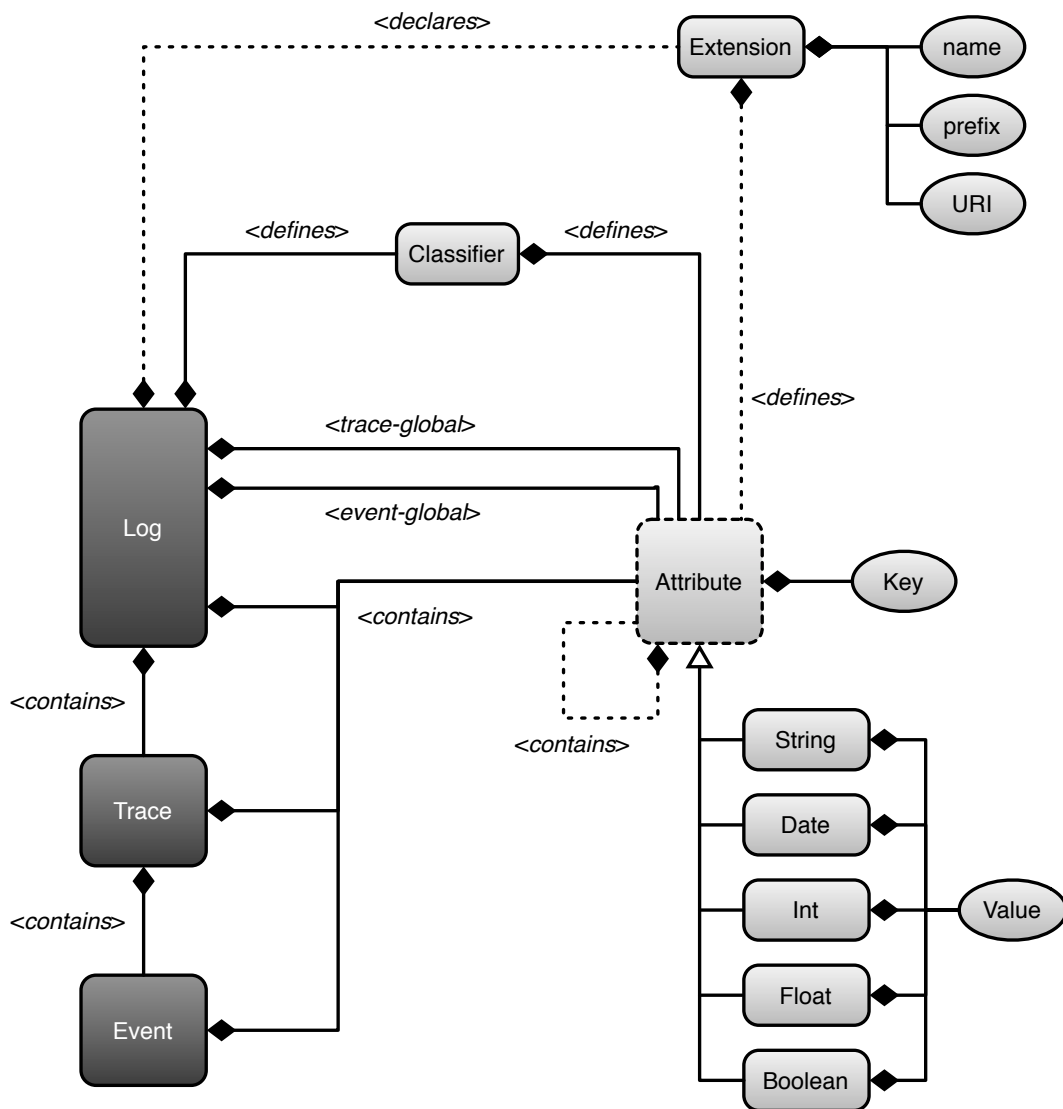 <declares>
Extension
name
prefix
URI
<defines>
Classifier
<defines>
<defines>
<trace-global>
<event-global>
Log
Attribute
Key
<contains>
<contains>
<contains>
String
Trace
Date
<contains>
Int
Value
Float
Event
Boolean